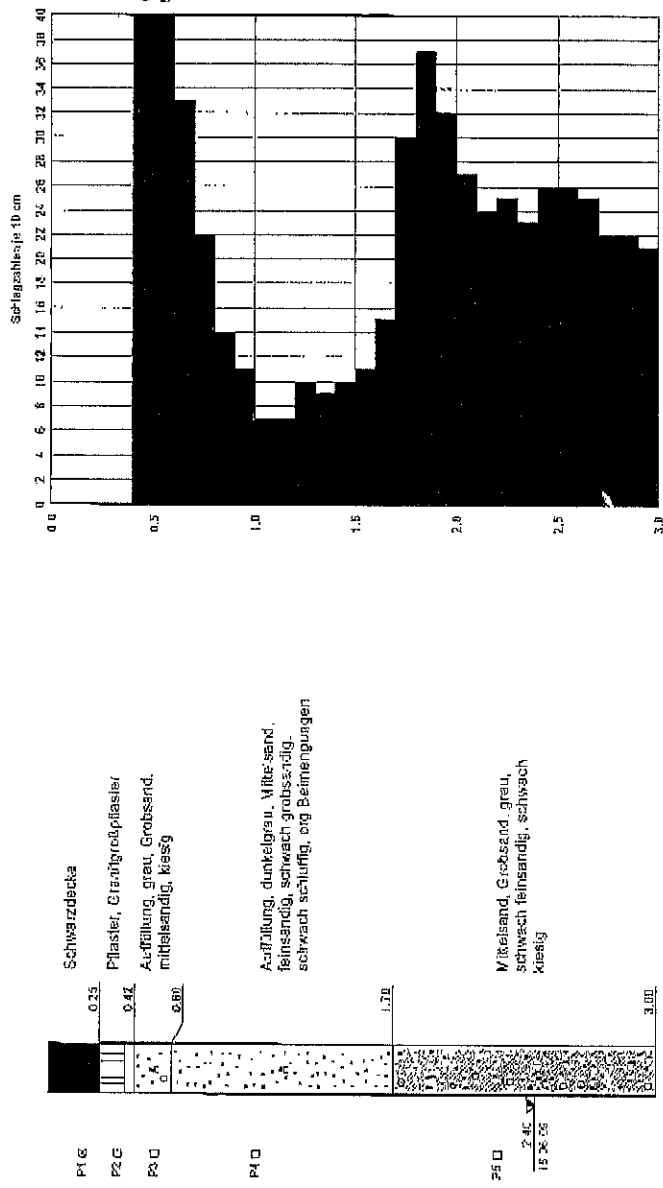 Schlagzahlen je 10 cm
0 2 4 6 8 10 12 14 16 18 20 22 24 26 28 30 32 34 36 38 40
0.0
0.5
1.0
1.5
2.0
2.5
3.0
P1
P2
P3
P4
P5
0.25
0.42
0.60
1.70
3.00
2.40
A
A
Schwarzdecke
Pflaster, Granitgroßpflaster
Auffüllung, grau, Grobsand,
mittelsandig, kiesig
Auffüllung, dunkelgrau, Mittelsand,
feinsandig, schwach grobsandig,
schwach schluffig, org Beimengungen
Mittelsand, Grobsand, grau,
schwach feinsandig, schwach
kiesig